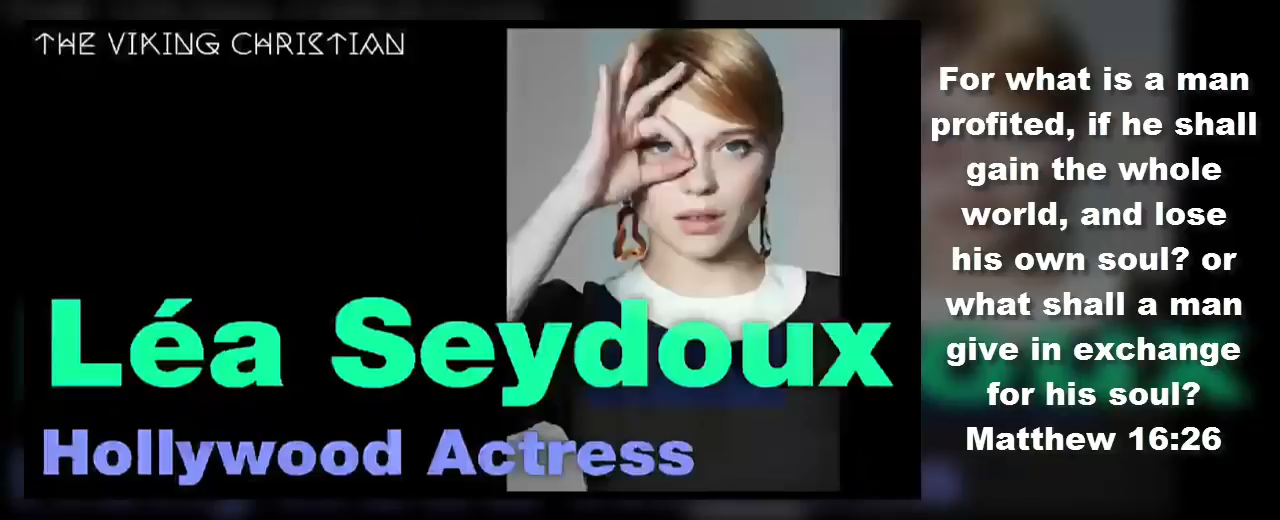 THE VIKING CHRISTIAN
Léa Seydoux
Hollywood Actress
For what is a man
profited, if he shall
gain the whole
world, and lose
his own soul? or
what shall a man
give in exchange
for his soul?
Matthew 16:26